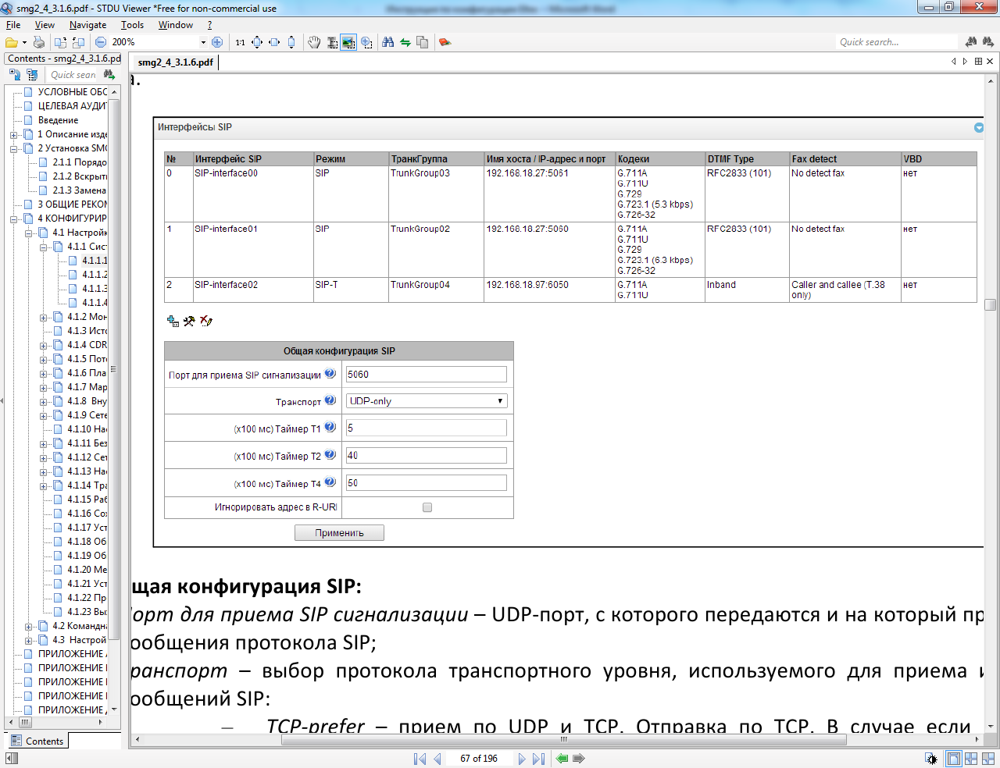 smg2_4_3.1.6.pdf - STDU Viewer *Free for non-commercial use
File View Navigate Tools Window ?
200%
1:1
Quick search...
Contents - smg2_4_3.1.6.pd
smg2_4_3.1.6.pdf
Quick sear
УСЛОВНЫЕ ОБС
ЦЕЛЕВАЯ АУДИ
Введение
1 Описание изде
2 Установка SMG
2.1.1 Порядо
2.1.2 Вскрыт
2.1.3 Замена
3 ОБЩИЕ РЕКОМ
4 КОНФИГУРИР
4.1 Настройк
4.1.1 Сист
4.1.1.1
4.1.1.2
4.1.1.3
4.1.1.4
4.1.2 Мон
4.1.3 Исто
4.1.4 CDR
4.1.5 Пото
4.1.6 Пла
4.1.7 Мар
4.1.8 Вну
4.1.9 Сете
4.1.10 Нас
4.1.11 Без
4.1.12 Сет
4.1.13 Нас
4.1.14 Тра
4.1.15 Раб
4.1.16 Сох
4.1.17 Уст
4.1.18 Об
4.1.19 Об
4.1.20 Ме
4.1.21 Уст
4.1.22 Пр
4.1.23 Вы
4.2 Командна
4.3 Настрой
ПРИЛОЖЕНИЕ
ПРИЛОЖЕНИЕ
ПРИЛОЖЕНИЕ
ПРИЛОЖЕНИЕ
ПРИЛОЖЕНИЕ
Contents
а.
Интерфейсы SIP
№ Интерфейс SIP Режим ТранкГруппа Имя хоста / IP-адрес и порт Кодеки DTMF Type Fax detect VBD
0 SIP-interface00 SIP TrunkGroup03 192.168.18.27:5061 G.711A RFC2833 (101) No detect fax нет
G.711U
G.729
G.723.1 (5.3 kbps)
G.726-32
1 SIP-interface01 SIP TrunkGroup02 192.168.18.27:5060 G.711A RFC2833 (101) No detect fax нет
G.711U
G.729
G.723.1 (6.3 kbps)
G.726-32
2 SIP-interface02 SIP-T TrunkGroup04 192.168.18.97:6050 G.711A Inband Caller and callee (T.38 нет
G.711U only)
Общая конфигурация SIP
Порт для приема SIP сигнализации 5060
Транспорт UDP-only
(x100 мс) Таймер T1 5
(x100 мс) Таймер T2 40
(x100 мс) Таймер T4 50
Игнорировать адрес в R-URI
Применить
щая конфигурация SIP:
Порт для приема SIP сигнализации – UDP-порт, с которого передаются и на который пр
ообщения протокола SIP;
ранспорт – выбор протокола транспортного уровня, используемого для приема и
ообщений SIP:
– TCP-prefer – прием по UDP и TCP. Отправка по TCP. В случае если
67 of 196